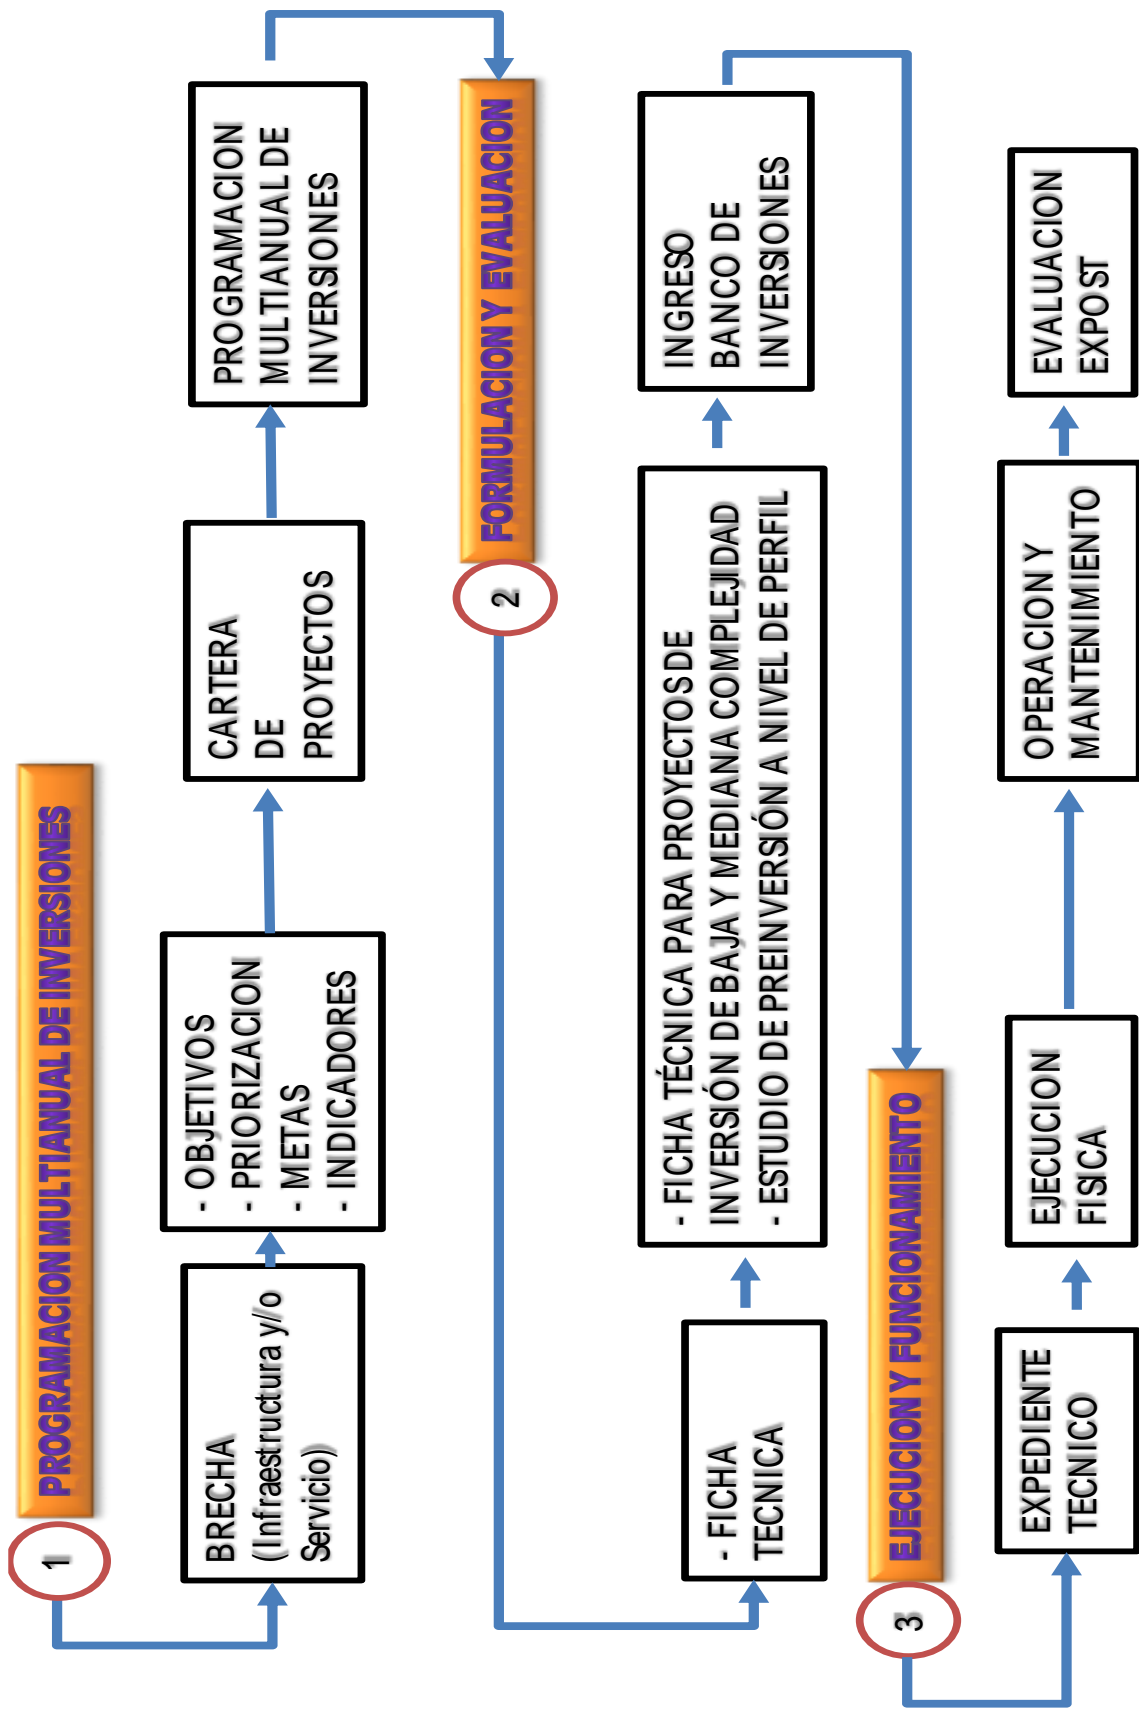 1
PROGRAMACION MULTIANUAL DE INVERSIONES
BRECHA
(Infraestructura y/o
Servicio)
- OBJETIVOS
- PRIORIZACION
- METAS
- INDICADORES
CARTERA
DE
PROYECTOS
PROGRAMACION
MULTIANUAL DE
INVERSIONES
2
FORMULACION Y EVALUACION
- FICHA
TECNICA
- FICHA TÉCNICA PARA PROYECTOS DE
INVERSIÓN DE BAJA Y MEDIANA COMPLEJIDAD
- ESTUDIO DE PREINVERSIÓN A NIVEL DE PERFIL
INGRESO
BANCO DE
INVERSIONES
3
EJECUCION Y FUNCIONAMIENTO
EXPEDIENTE
TECNICO
EJECUCION
FISICA
OPERACION Y
MANTENIMIENTO
EVALUACION
EXPOST